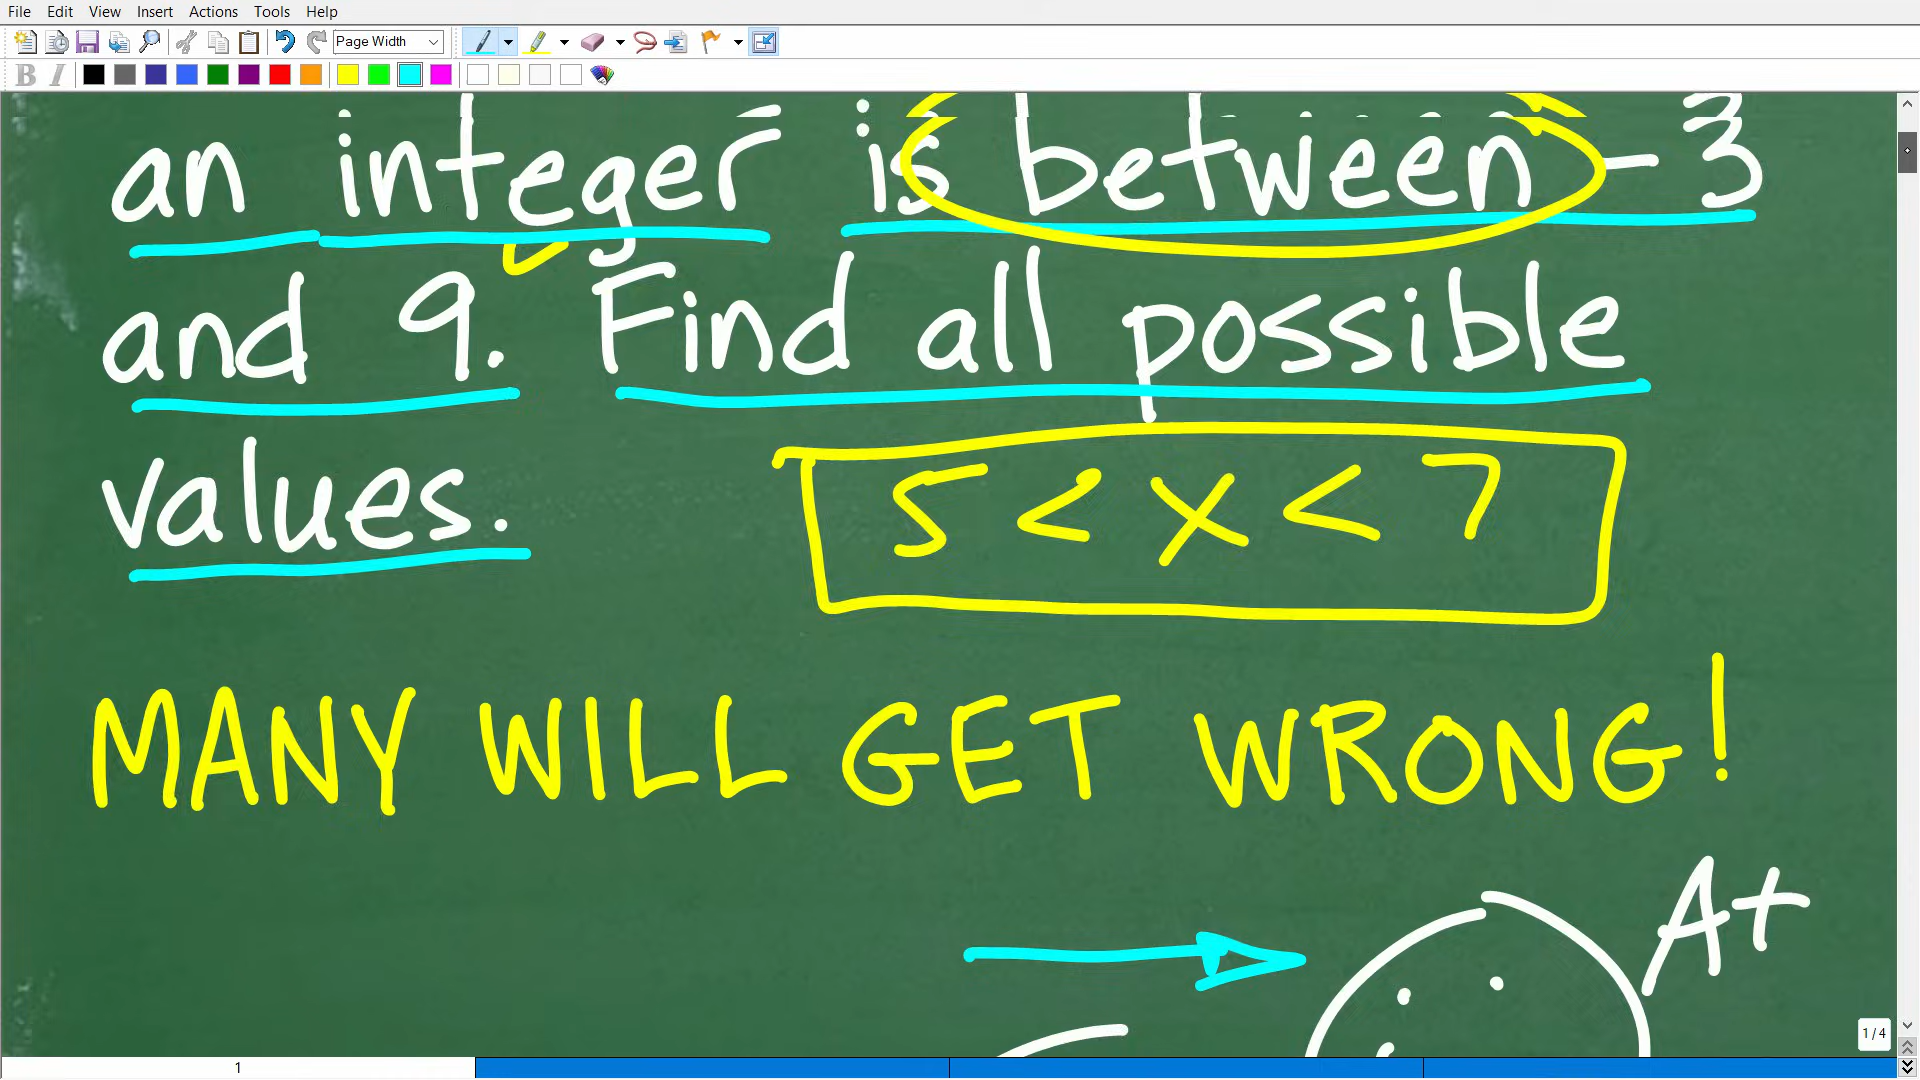 File Edit View Insert Actions Tools Help
Page Width
B I
an integer is between -3
and 9. Find all possible
values.
5 < x < 7
MANY WILL GET WRONG!
A+
1 / 4
1